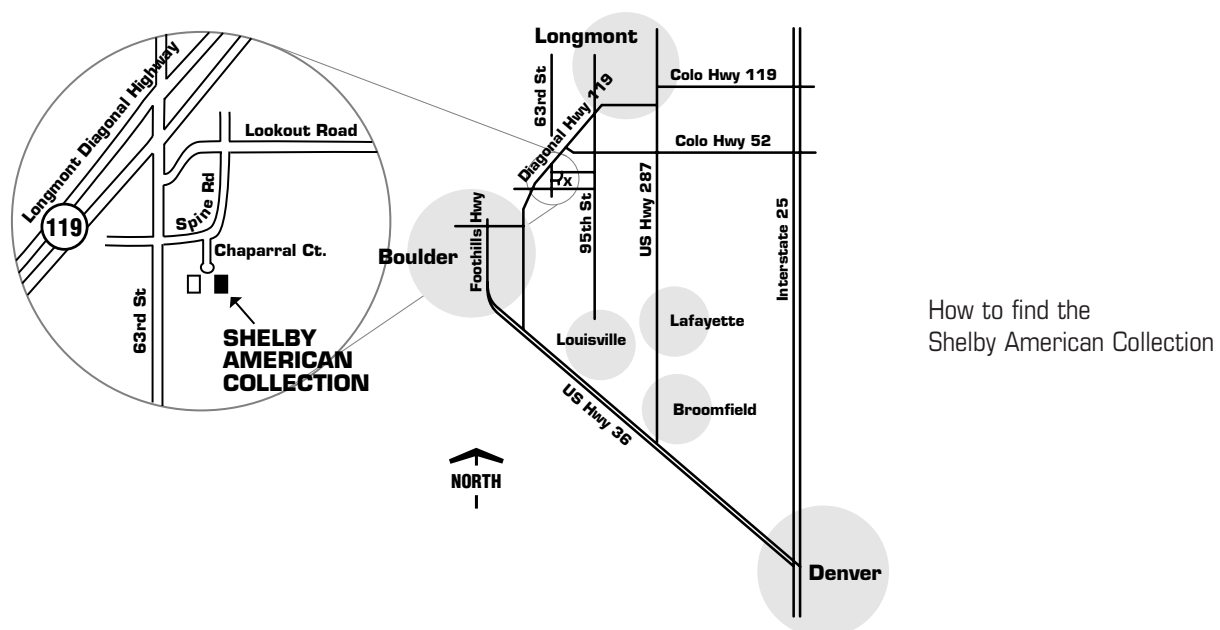 Longmont Diagonal Highway
Lookout Road
Spine Rd
119
Chaparral Ct.
63rd St
SHELBY
AMERICAN
COLLECTION
Longmont
63rd St
Diagonal Hwy 119
Colo Hwy 119
Colo Hwy 52
X
95th St
US Hwy 287
Interstate 25
Boulder
Foothills Hwy
Louisville
Lafayette
Broomfield
US Hwy 36
NORTH
Denver
How to find the
Shelby American Collection